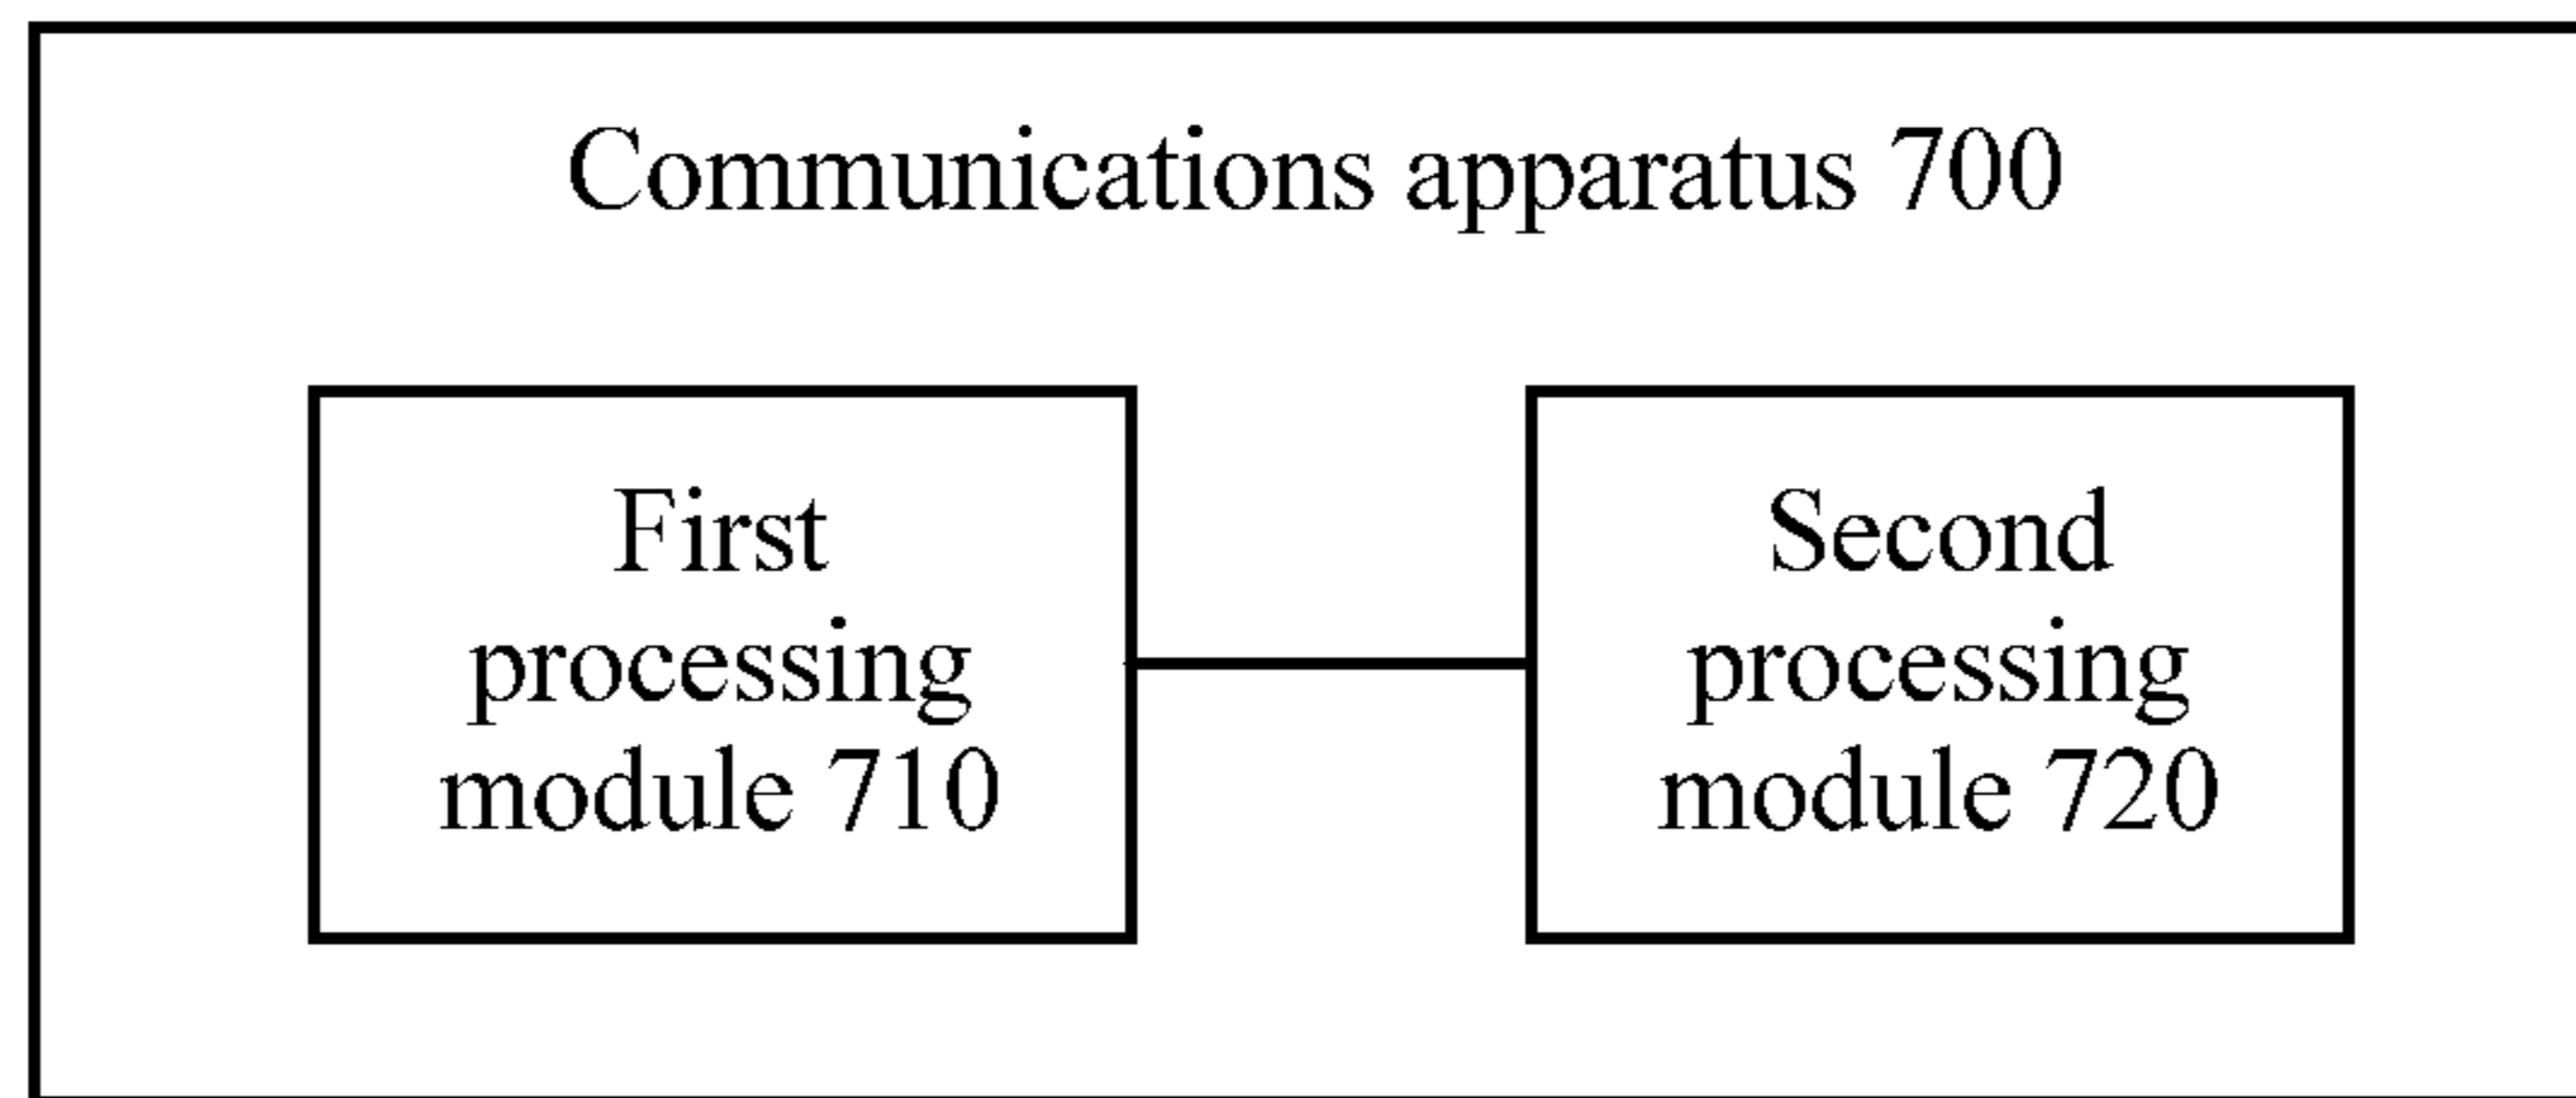 Communications apparatus 700
First
processing
module 710
Second
processing
module 720